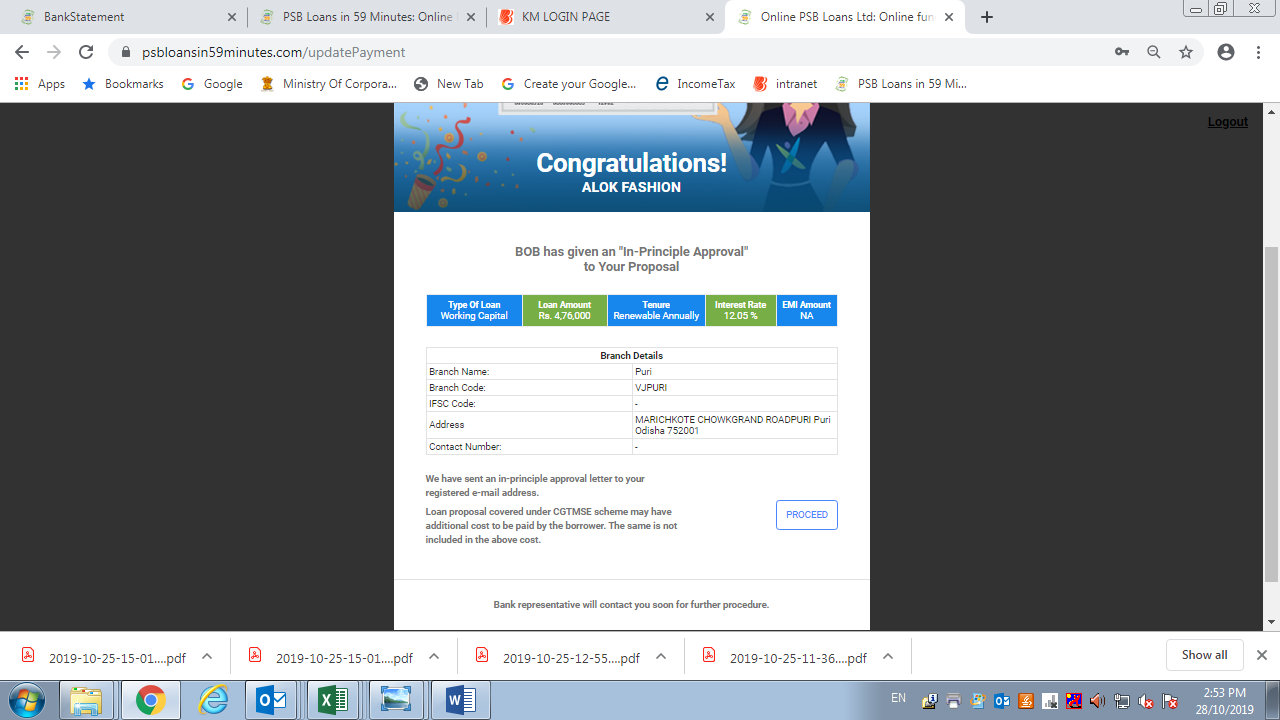 BankStatement
PSB Loans in 59 Minutes: Online
KM LOGIN PAGE
Online PSB Loans Ltd: Online fun
psbloansin59minutes.com/updatePayment
Apps
Bookmarks
Google
Ministry Of Corpora...
New Tab
Create your Google...
IncomeTax
intranet
PSB Loans in 59 Mi...
Logout
Congratulations!
ALOK FASHION
BOB has given an "In-Principle Approval"
to Your Proposal
Type Of Loan Loan Amount Tenure Interest Rate EMI Amount
Working Capital Rs. 4,76,000 Renewable Annually 12.05 % NA
Branch Details
Branch Name: Puri
Branch Code: VJPURI
IFSC Code: -
Address MARICHKOTE CHOWKGRAND ROADPURI Puri
Odisha 752001
Contact Number: -
We have sent an in-principle approval letter to your
registered e-mail address.
Loan proposal covered under CGTMSE scheme may have
additional cost to be paid by the borrower. The same is not
included in the above cost.
PROCEED
Bank representative will contact you soon for further procedure.
2019-10-25-15-01....pdf
2019-10-25-15-01....pdf
2019-10-25-12-55....pdf
2019-10-25-11-36....pdf
Show all
EN
2:53 PM
28/10/2019